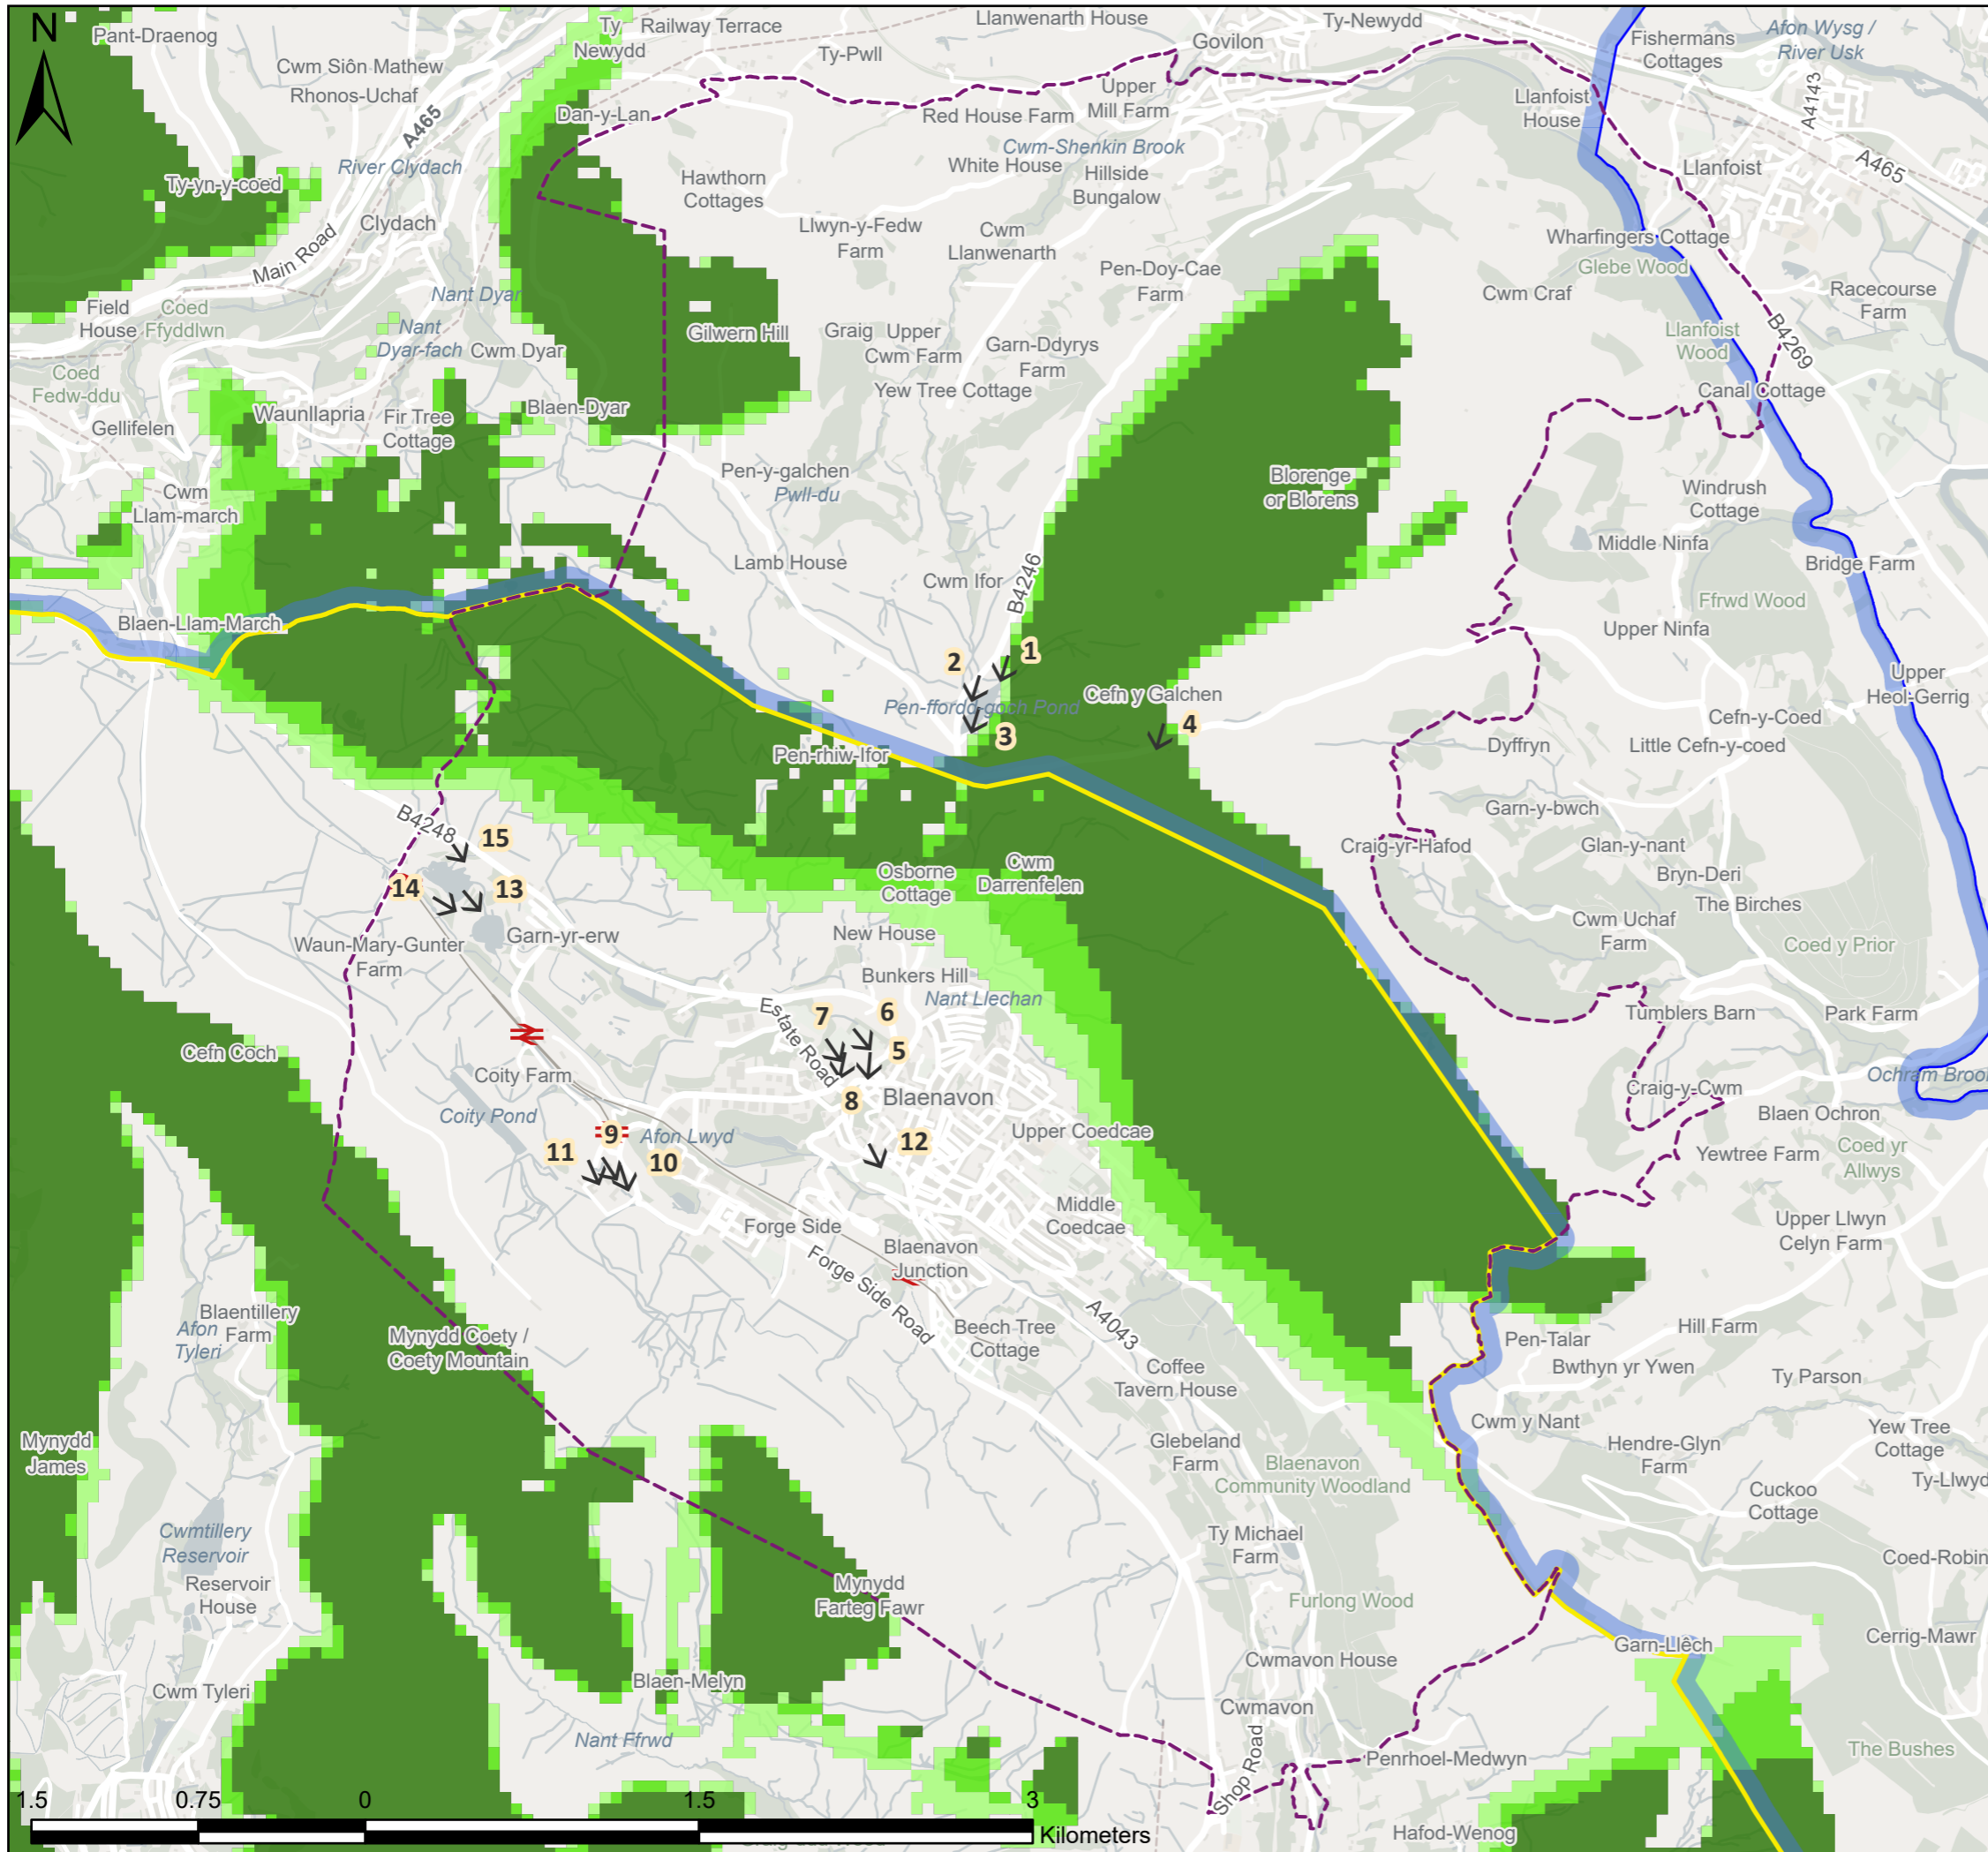 N
Pant-Draenog
Ty
Newydd
Railway Terrace
Llanwenarth House
Ty-Newydd
Govilon
Fishermans
Cottages
Afon Wysg /
River Usk
Cwm Siôn Mathew
Rhonos-Uchaf
Ty-Pwll
Upper
Mill Farm
A4143
A465
Dan-y-Lan
Red House Farm
Llanfoist
House
River Clydach
Cwm-Shenkin Brook
White House
Hillside
Bungalow
Llanfoist
A465
Ty-yn-y-coed
Hawthorn
Cottages
Clydach
Llwyn-y-Fedw
Farm
Cwm
Llanwenarth
Wharfingers Cottage
Glebe Wood
Main Road
Pen-Doy-Cae
Farm
Cwm Craf
Racecourse
Farm
Nant Dyar
Field
House
Coed
Ffyddlwn
Nant
Dyar-fach
Cwm Dyar
Gilwern Hill
Graig
Upper
Cwm Farm
Garn-Ddyrys
Farm
Llanfoist
Wood
B4269
Coed
Fedw-ddu
Yew Tree Cottage
Canal Cottage
Waunllapria
Fir Tree
Cottage
Blaen-Dyar
Gellifelen
Pen-y-galchen
Pwll-du
Blorenge
or Blorens
Windrush
Cottage
Cwm
Llam-march
Lamb House
Cwm Ifor
B4246
Middle Ninfa
Bridge Farm
Ffrwd Wood
Blaen-Llam-March
Upper Ninfa
1
2
Upper
Heol-Gerrig
Pen-ffordd-goch Pond
Cefn y Galchen
3
4
Cefn-y-Coed
Dyffryn
Little Cefn-y-coed
Pen-rhiw-Ifor
B4248
15
Garn-y-bwch
Craig-yr-Hafod
Glan-y-nant
14
13
Osborne
Cottage
Cwm
Darrenfelen
Bryn-Deri
The Birches
Waun-Mary-Gunter
Farm
Garn-yr-erw
New House
Cwm Uchaf
Farm
Coed y Prior
Bunkers Hill
Nant Llechan
Estate Road
7
6
5
Tumblers Barn
Park Farm
Cefn Coch
Coity Farm
8
Blaenavon
Ochram Brook
Craig-y-Cwm
Blaen Ochron
Coity Pond
9
Afon Lwyd
11
10
12
Upper Coedcae
Yewtree Farm
Coed yr
Allwys
Forge Side
Middle
Coedcae
Upper Llwyn
Celyn Farm
Blaenavon
Junction
Forge Side Road
Blaentillery
Farm
Afon
Tyleri
Mynydd Coety /
Coety Mountain
Beech Tree
Cottage
A4043
Hill Farm
Pen-Talar
Coffee
Tavern House
Bwthyn yr Ywen
Ty Parson
Mynydd
James
Cwm y Nant
Glebeland
Farm
Hendre-Glyn
Farm
Yew Tree
Cottage
Blaenavon
Community Woodland
Ty-Llwyd
Cuckoo
Cottage
Cwmtillery
Reservoir
Ty Michael
Farm
Coed-Robin
Reservoir
House
Mynydd
Farteg Fawr
Furlong Wood
Garn-Llêch
Cerrig-Mawr
Cwmavon House
Cwm Tyleri
Blaen-Melyn
Cwmavon
Nant Ffrwd
Shop Road
Penrhoel-Medwyn
The Bushes
1.5
0.75
0
1.5
3
Kilometers
Hafod-Wenog